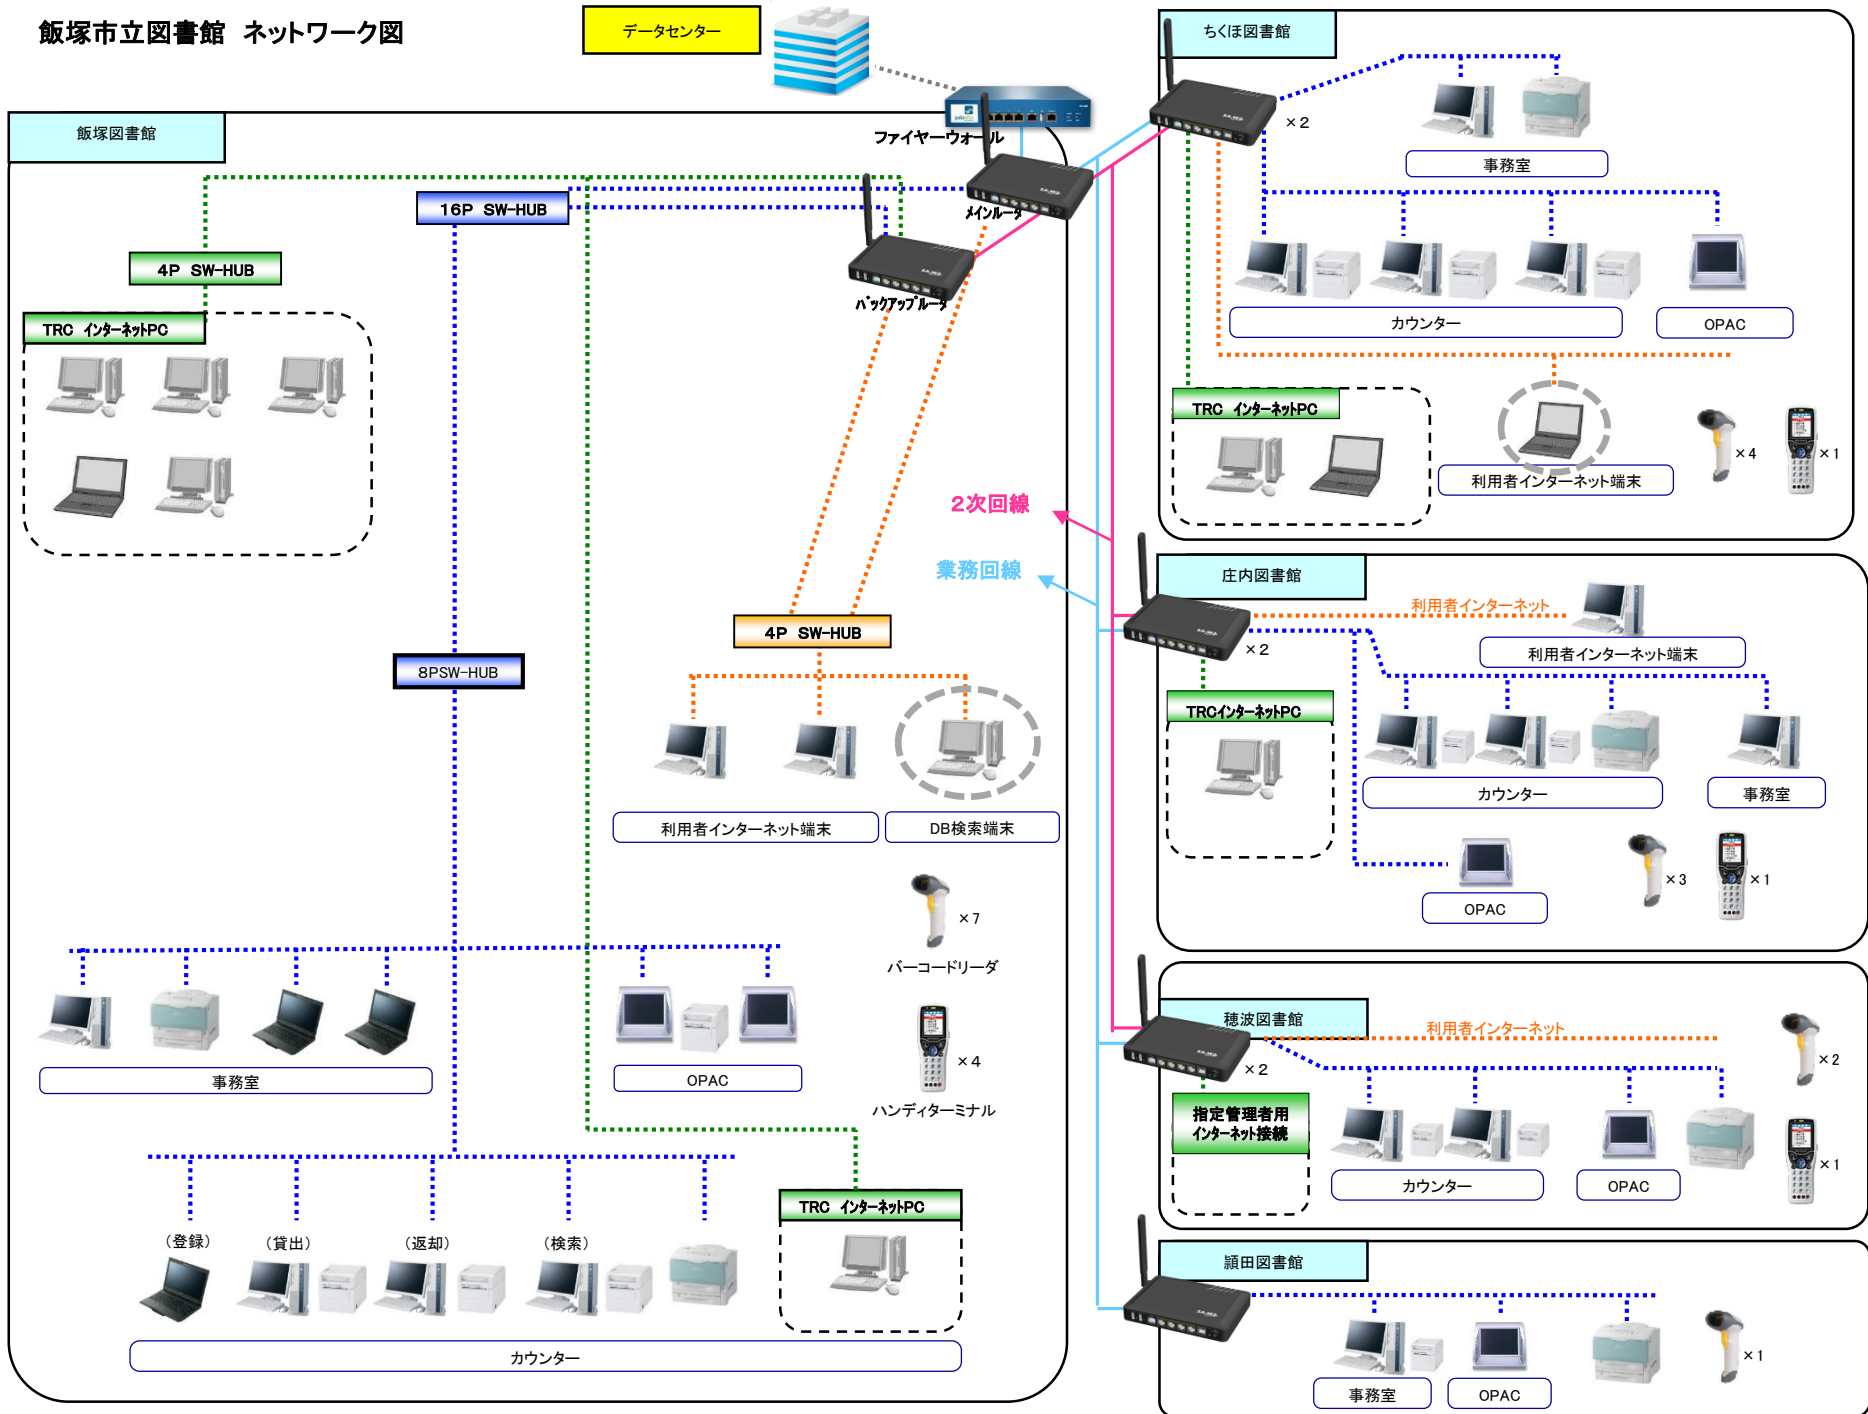 飯塚市立図書館 ネットワーク図
データセンター
ファイヤーウォール
メインルータ
バックアップルータ
飯塚図書館
16P SW-HUB
4P SW-HUB
TRC インターネットPC
8PSW-HUB
4P SW-HUB
利用者インターネット端末
DB検索端末
×7
バーコードリーダ
×4
ハンディターミナル
事務室
OPAC
TRC インターネットPC
(登録)
(貸出)
(返却)
(検索)
カウンター
2次回線
業務回線
ちくほ図書館
×2
事務室
カウンター
OPAC
TRC インターネットPC
利用者インターネット端末
×4
×1
庄内図書館
×2
利用者インターネット
利用者インターネット端末
TRCインターネットPC
カウンター
事務室
OPAC
×3
×1
穂波図書館
×2
利用者インターネット
指定管理者用
インターネット接続
カウンター
OPAC
×2
×1
頴田図書館
事務室
OPAC
×1